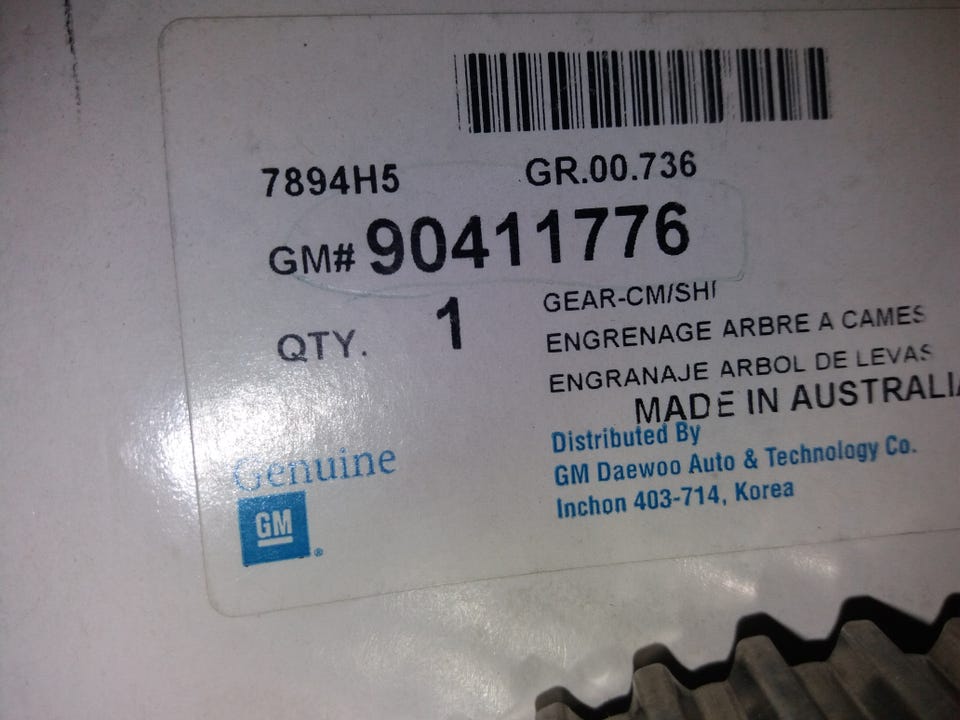 7894H5 GR.00.736
GM# 90411776
QTY. 1
GEAR-CM/SHF
ENGRENAGE ARBRE A CAMES
ENGRANAJE ARBOL DE LEVAS
MADE IN AUSTRALIA
Distributed By
GM Daewoo Auto & Technology Co.
Inchon 403-714, Korea
Genuine
GM
®